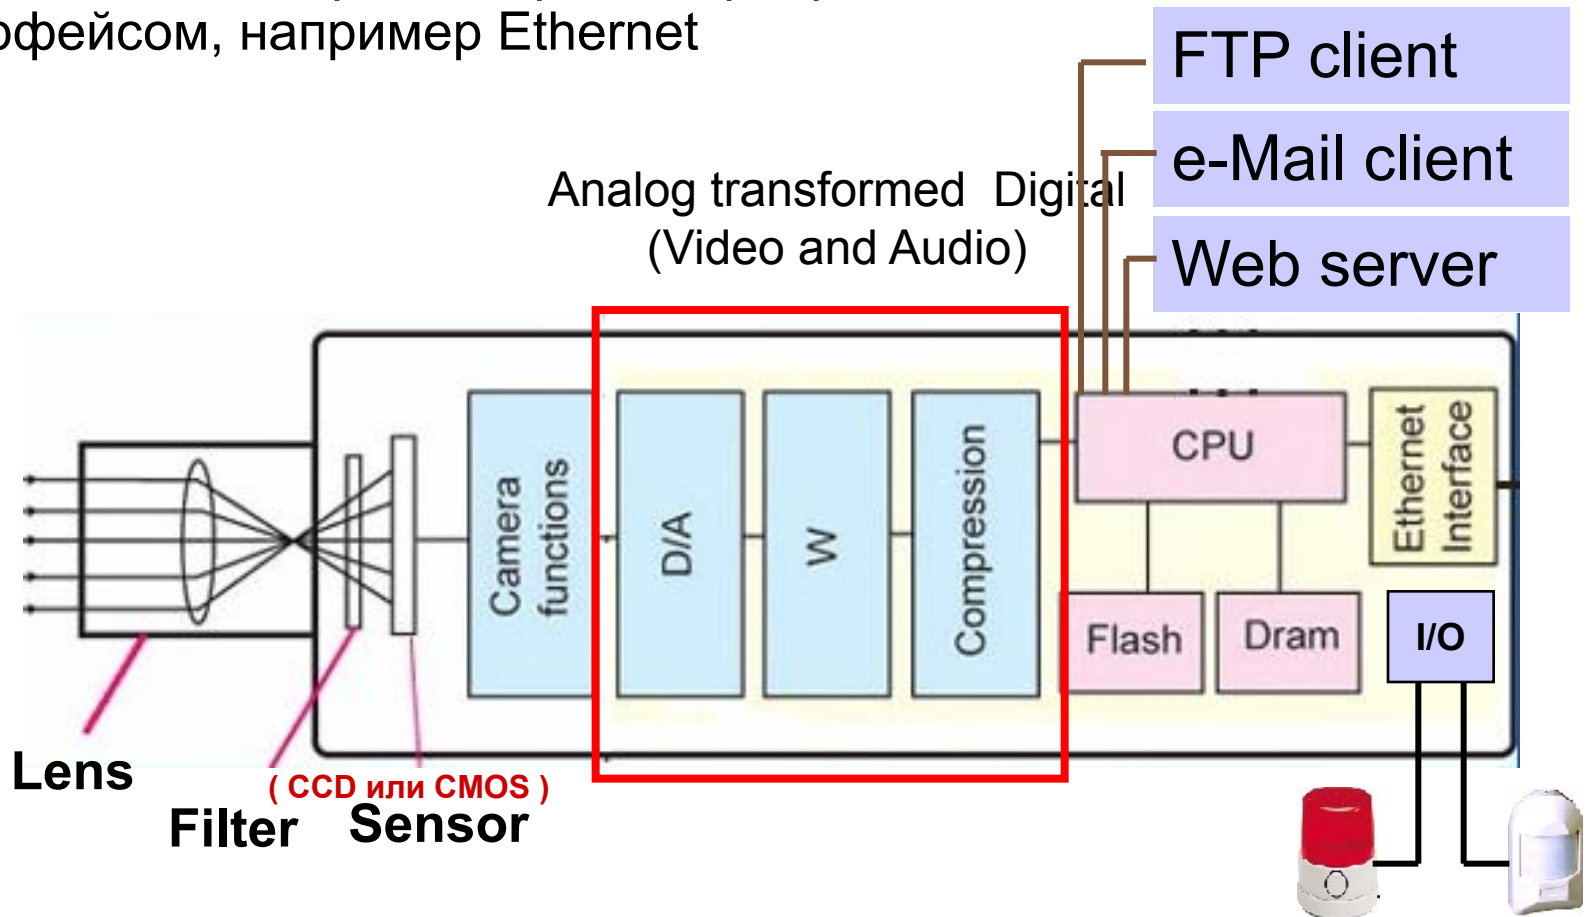 рфейсом, например Ethernet
FTP client
e-Mail client
Web server
Analog transformed Digital
(Video and Audio)
Camera
functions
D/A
W
Compression
CPU
Flash
Dram
Ethernet
Interface
I/O
Lens
Filter
( CCD или CMOS )
Sensor